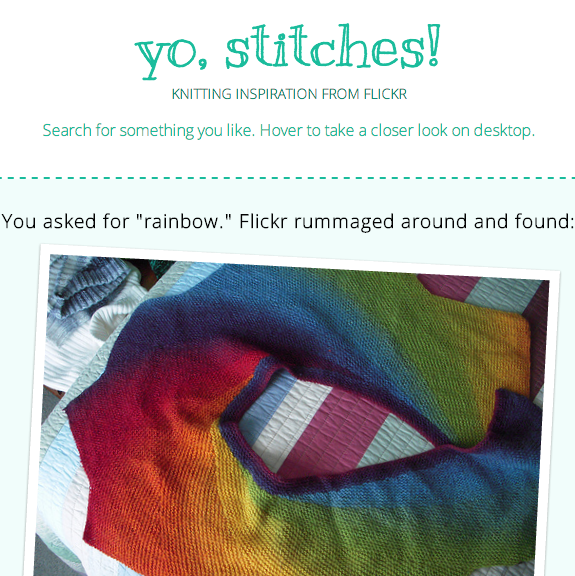 yo, stitches!
KNITTING INSPIRATION FROM FLICKR
Search for something you like. Hover to take a closer look on desktop.
You asked for "rainbow." Flickr rummaged around and found: